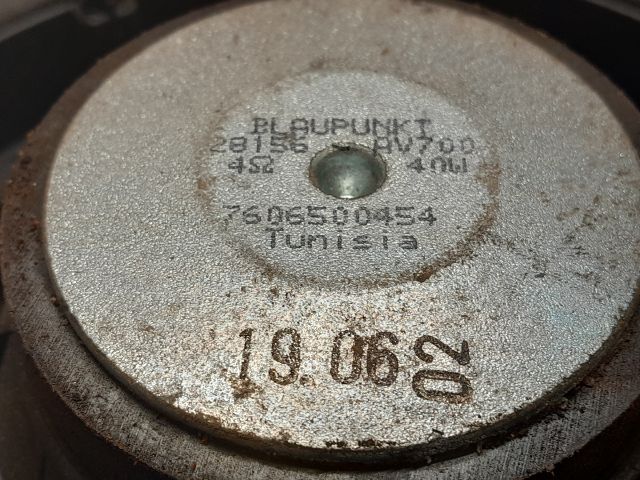 BLAUPUNKT
28156 AV700
4Ω 40W
7606500454
Tunisia
19.06 02